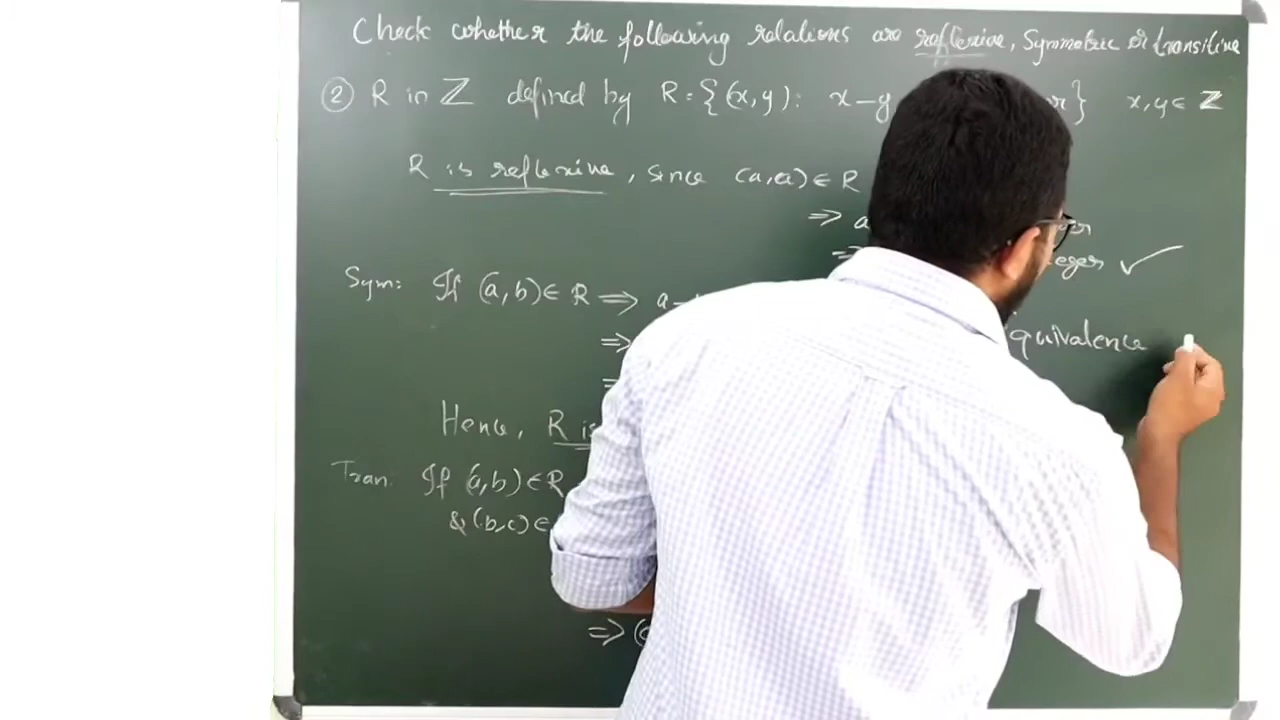 Check whether the following relations are reflexive, Symmetric or transitive
② R in ℤ defined by R = {(x,y): x-y } x,y ∈ ℤ
R is reflexive, since (a,a) ∈ R
⇒ a
⇒ ✓
Sym: If (a,b) ∈ R ⇒ a-
⇒ quivalence
⇒
Hence, R is
Tran: If (a,b) ∈ R
& (b,c) ∈
⇒ (